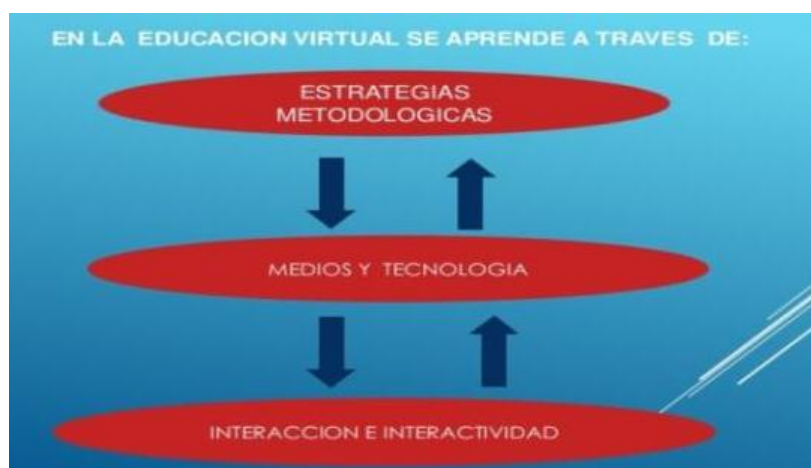 EN LA EDUCACION VIRTUAL SE APRENDE A TRAVES DE:
ESTRATEGIAS
METODOLOGICAS
MEDIOS Y TECNOLOGIA
INTERACCION E INTERACTIVIDAD